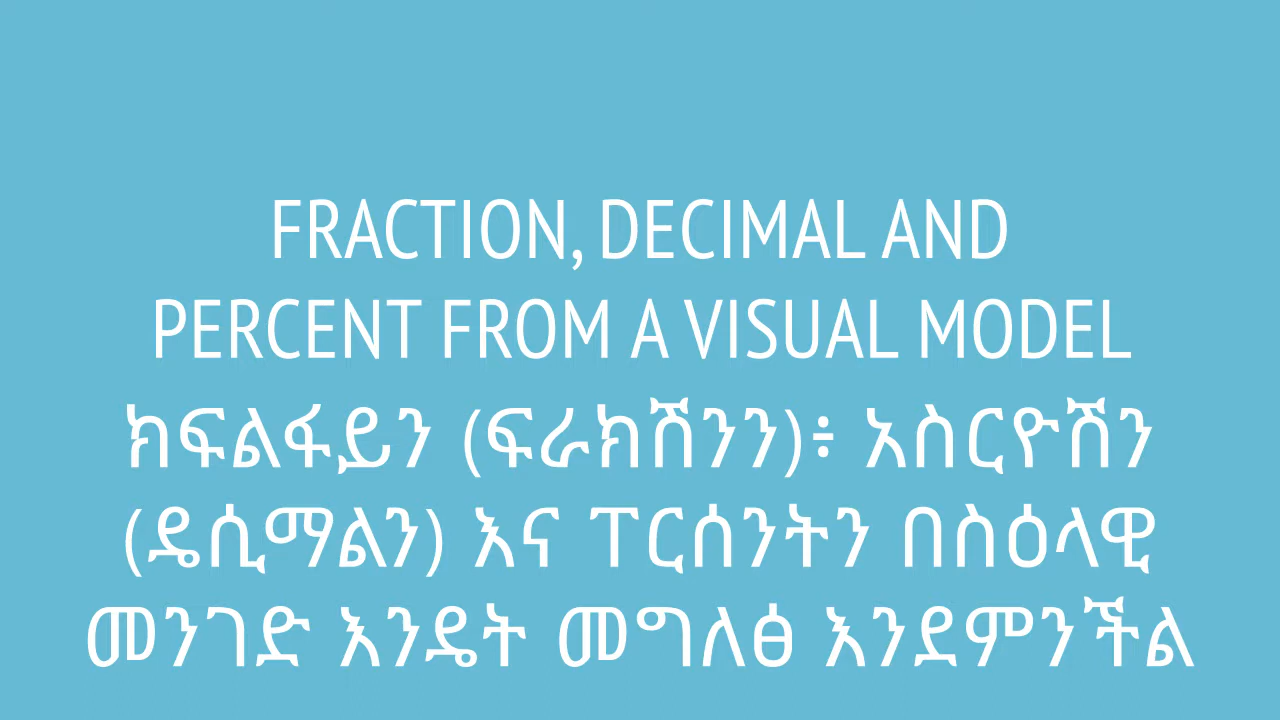 FRACTION, DECIMAL AND
PERCENT FROM A VISUAL MODEL
ክፍልፋይን (ፍራክሽንን)፥ አስርዮሽን
(ዴሲማልን) እና ፐርሰንትን በስዕላዊ
መንገድ እንዴት መግለፅ እንደምንችል